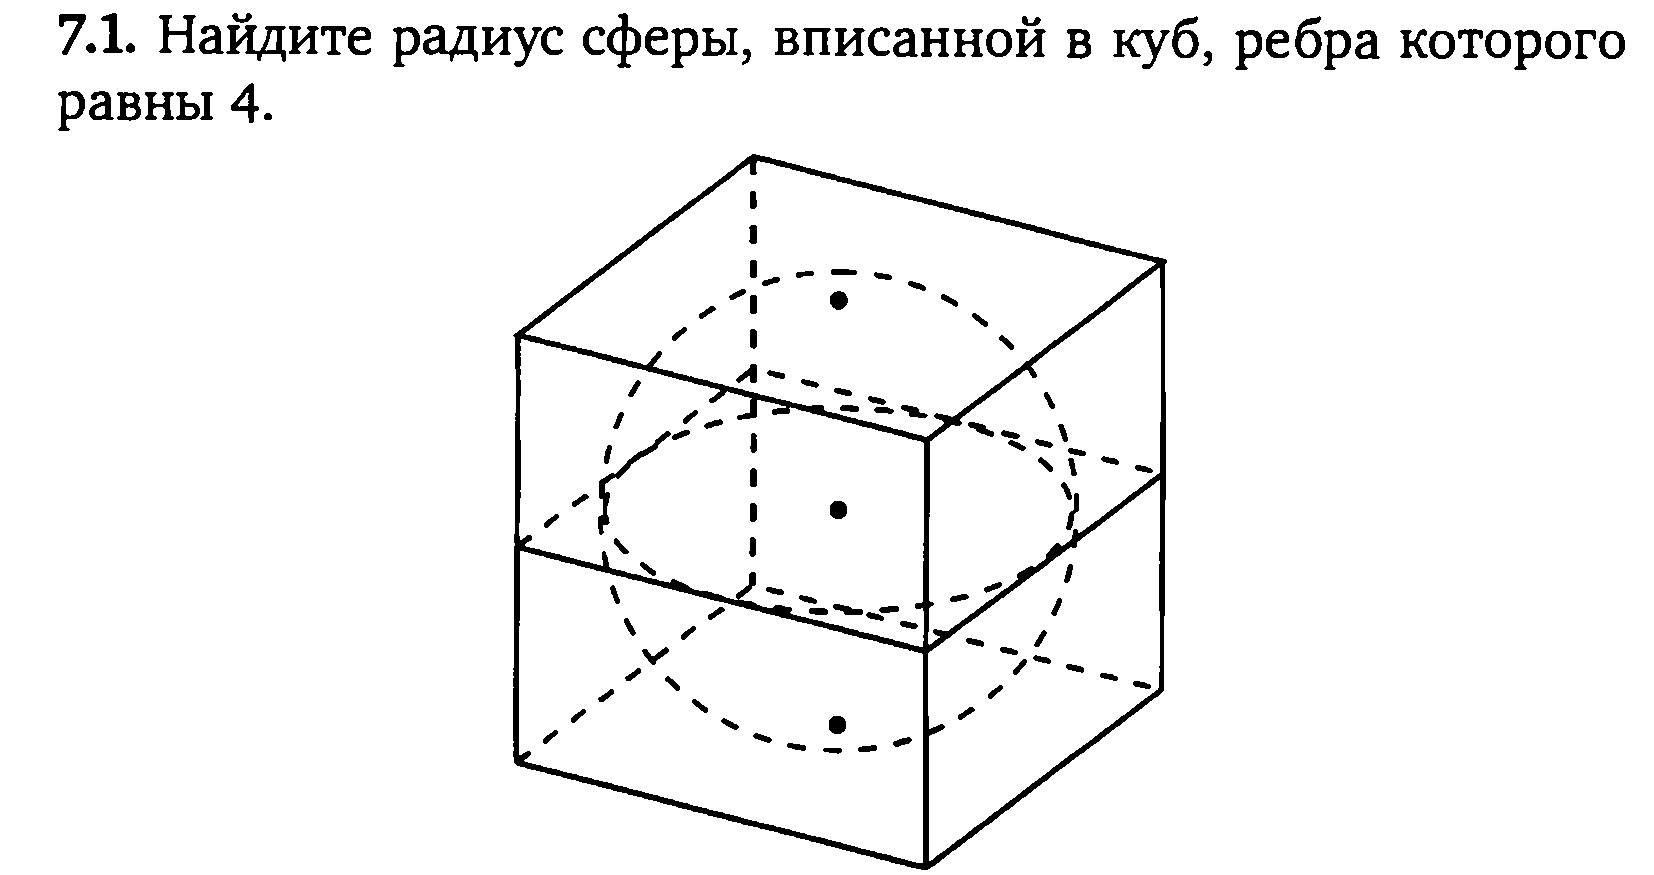 7.1. Найдите радиус сферы, вписанной в куб, ребра которого
равны 4.